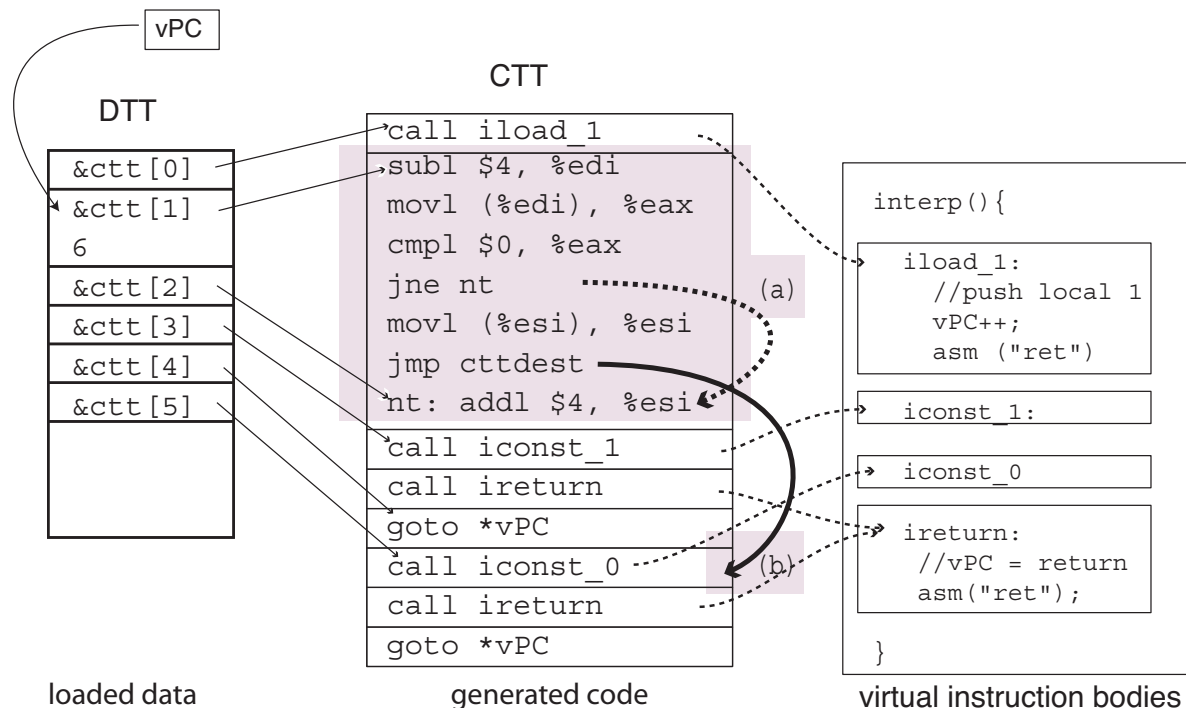 vPC
DTT
&ctt[0]
&ctt[1]
6
&ctt[2]
&ctt[3]
&ctt[4]
&ctt[5]
loaded data
CTT
call iload_1
subl $4, %edi
movl (%edi), %eax
cmpl $0, %eax
jne nt
(a)
movl (%esi), %esi
jmp cttdest
nt: addl $4, %esi
call iconst_1
call ireturn
goto *vPC
call iconst_0
(b)
call ireturn
goto *vPC
generated code
interp(){
iload_1:
//push local 1
vPC++;
asm ("ret")
iconst_1:
iconst_0
ireturn:
//vPC = return
asm("ret");
}
virtual instruction bodies